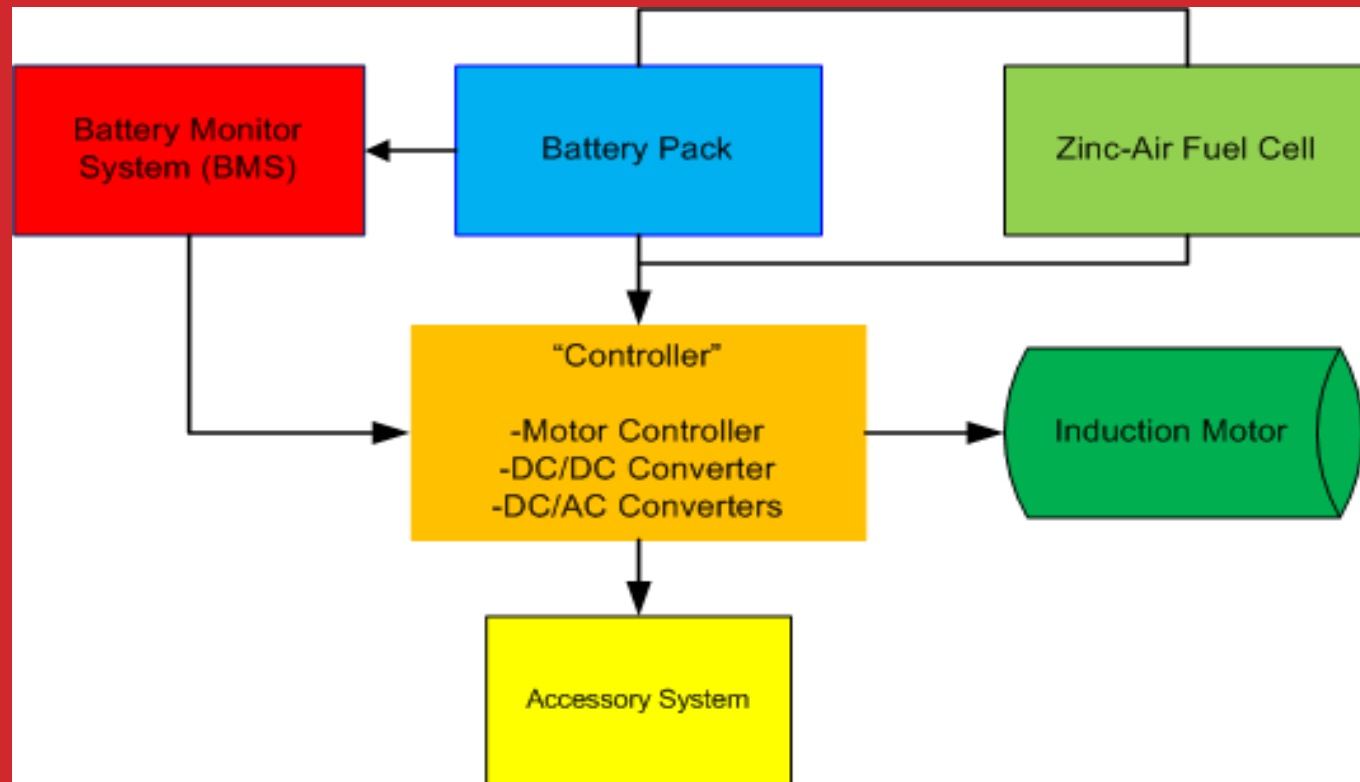 Battery Monitor
System (BMS)
Battery Pack
Zinc-Air Fuel Cell
“Controller”
-Motor Controller
-DC/DC Converter
-DC/AC Converters
Induction Motor
Accessory System